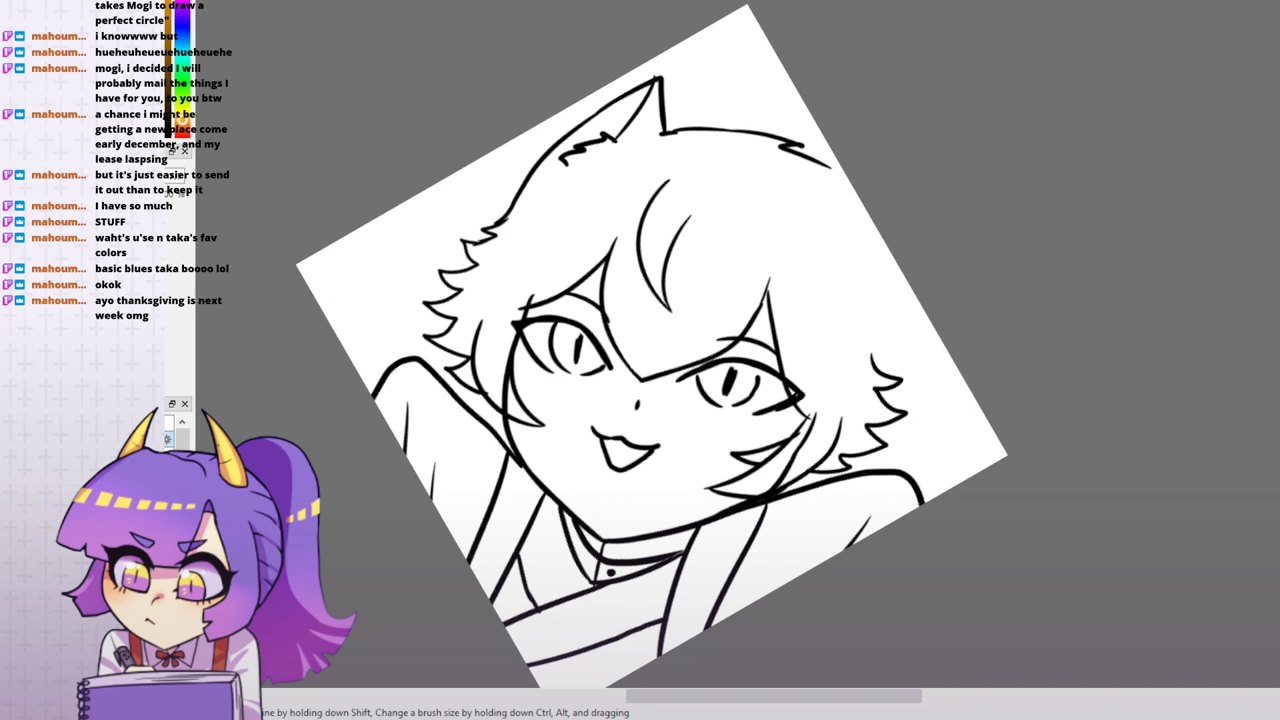 takes Mogi to draw a
perfect circle"
mahoum... i knowwww but
mahoum... hueheuheueuehueheuehe
mahoum... mogi, i decided I will
probably mail the things I
have for you, to you btw
mahoum... a chance i might be
getting a new place come
early december, and my
lease laspsing
mahoum... but it's just easier to send
it out than to keep it
mahoum... I have so much
mahoum... STUFF
mahoum... waht's u'se n taka's fav
colors
mahoum... basic blues taka boooo lol
mahoum... okok
mahoum... ayo thanksgiving is next
week omg
ine by holding down Shift, Change a brush size by holding down Ctrl, Alt, and dragging